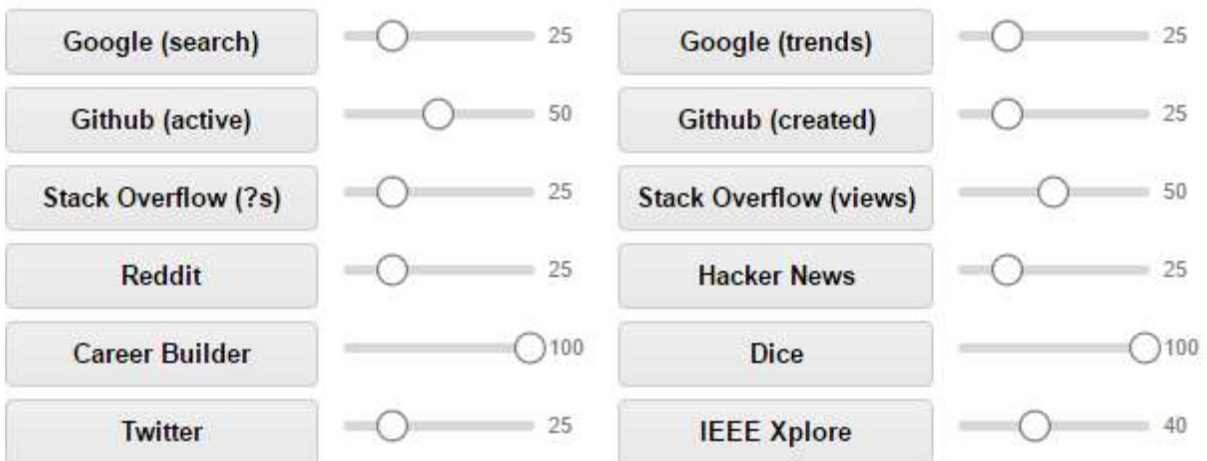 Google (search) 25 Google (trends) 25
Github (active) 50 Github (created) 25
Stack Overflow (?s) 25 Stack Overflow (views) 50
Reddit 25 Hacker News 25
Career Builder 100 Dice 100
Twitter 25 IEEE Xplore 40